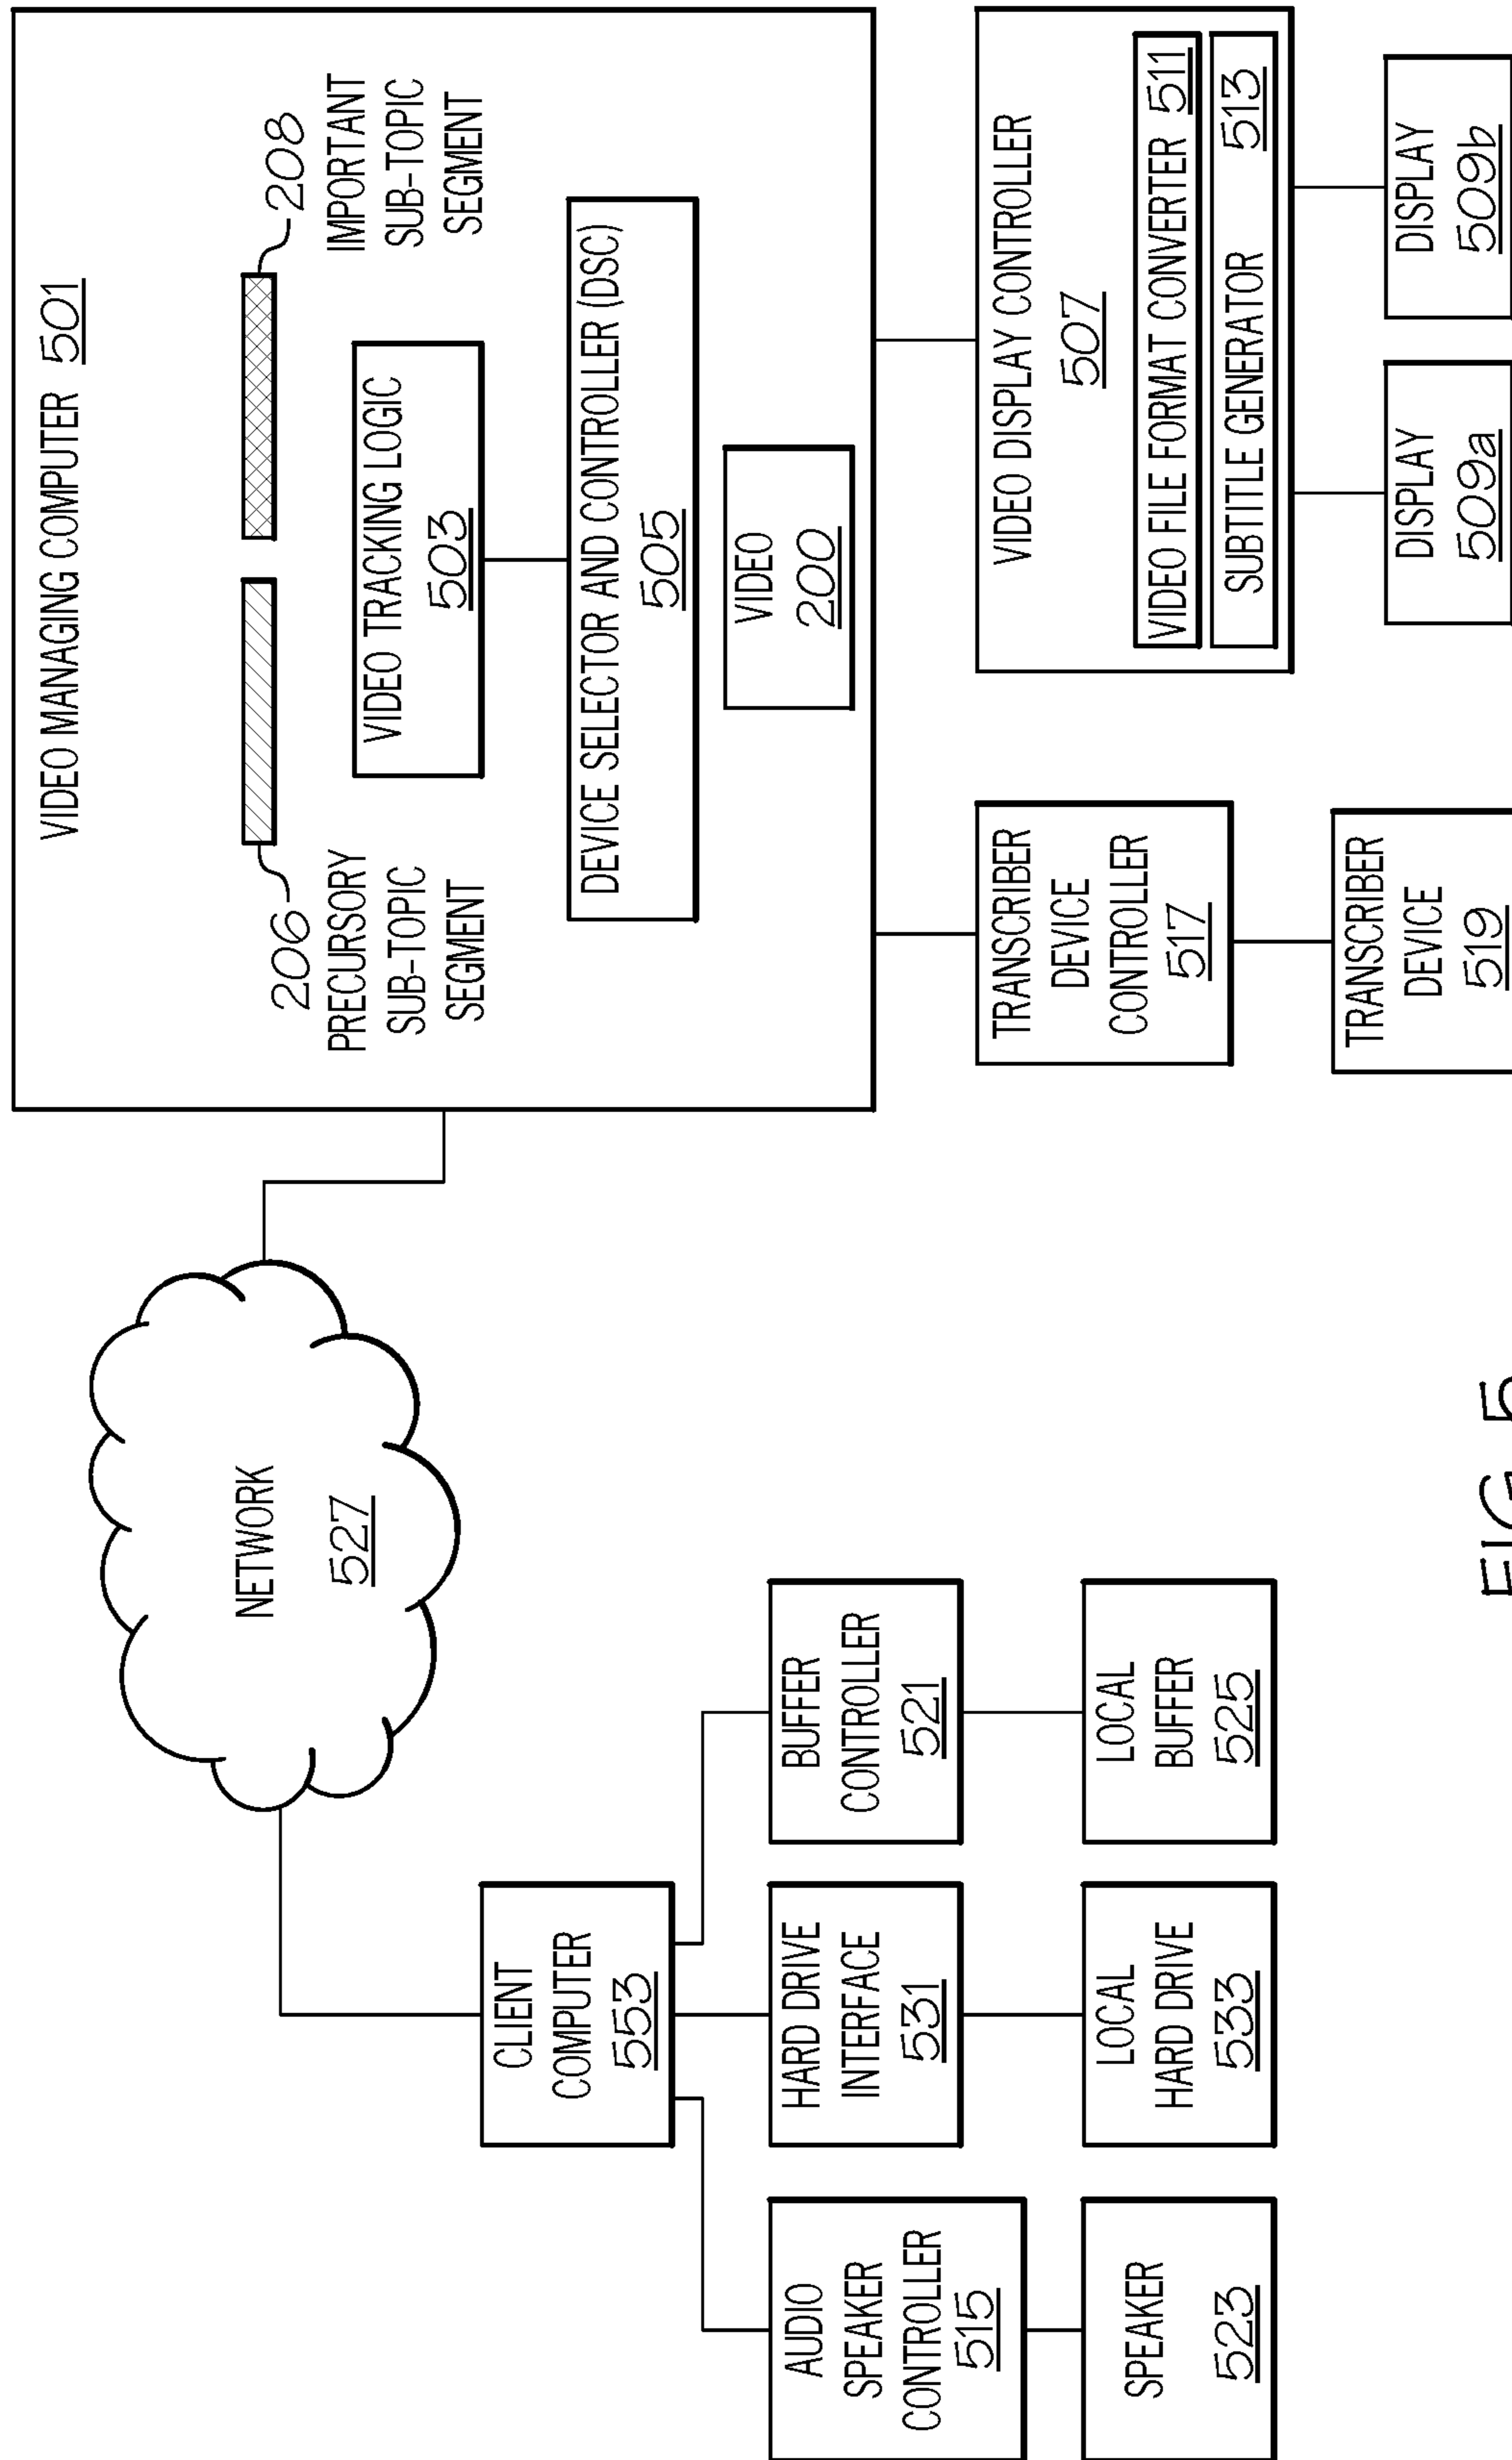 VIDEO MANAGING COMPUTER 501
206
208
PRECURSORY
SUB-TOPIC
SEGMENT
IMPORTANT
SUB-TOPIC
SEGMENT
VIDEO TRACKING LOGIC
503
DEVICE SELECTOR AND CONTROLLER (DSC)
505
VIDEO
200
NETWORK
527
CLIENT
COMPUTER
553
AUDIO
SPEAKER
CONTROLLER
515
HARD DRIVE
INTERFACE
531
BUFFER
CONTROLLER
521
SPEAKER
523
LOCAL
HARD DRIVE
533
LOCAL
BUFFER
525
TRANSCRIBER
DEVICE
CONTROLLER
517
TRANSCRIBER
DEVICE
519
VIDEO DISPLAY CONTROLLER
507
VIDEO FILE FORMAT CONVERTER 511
SUBTITLE GENERATOR 513
DISPLAY
509a
DISPLAY
509b
FIG. 5